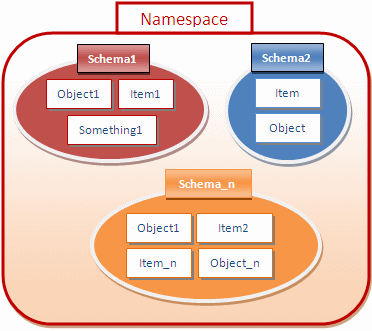 Namespace
Schema1
Object1 Item1
Something1
Schema2
Item
Object
Schema_n
Object1 Item2
Item_n Object_n